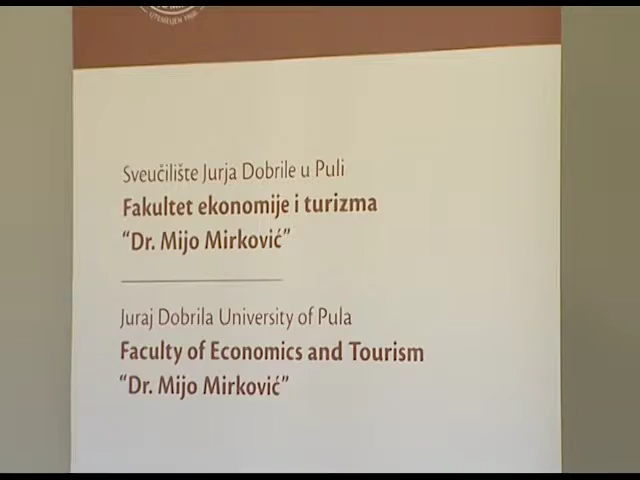 Sveučilište Jurja Dobrile u Puli
Fakultet ekonomije i turizma
“Dr. Mijo Mirković”
Juraj Dobrila University of Pula
Faculty of Economics and Tourism
“Dr. Mijo Mirković”